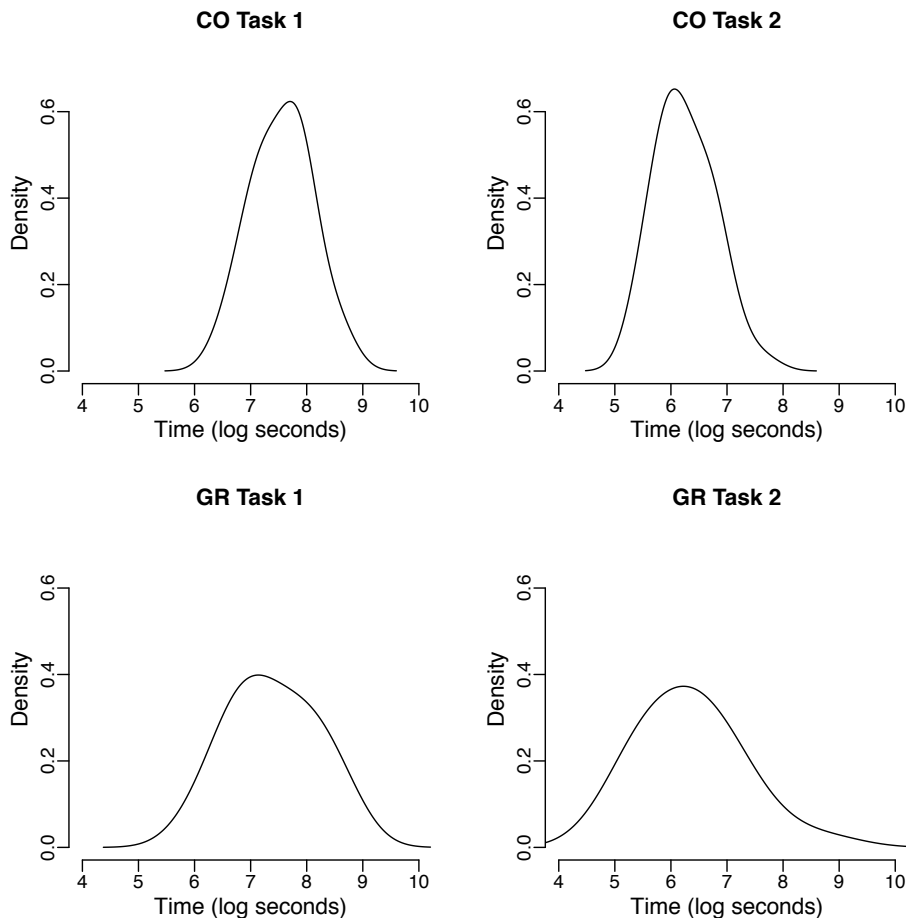 CO Task 1
0.0 0.2 0.4 0.6
Density
4 5 6 7 8 9 10
Time (log seconds)
CO Task 2
0.0 0.2 0.4 0.6
Density
4 5 6 7 8 9 10
Time (log seconds)
GR Task 1
0.0 0.2 0.4 0.6
Density
4 5 6 7 8 9 10
Time (log seconds)
GR Task 2
0.0 0.2 0.4 0.6
Density
4 5 6 7 8 9 10
Time (log seconds)